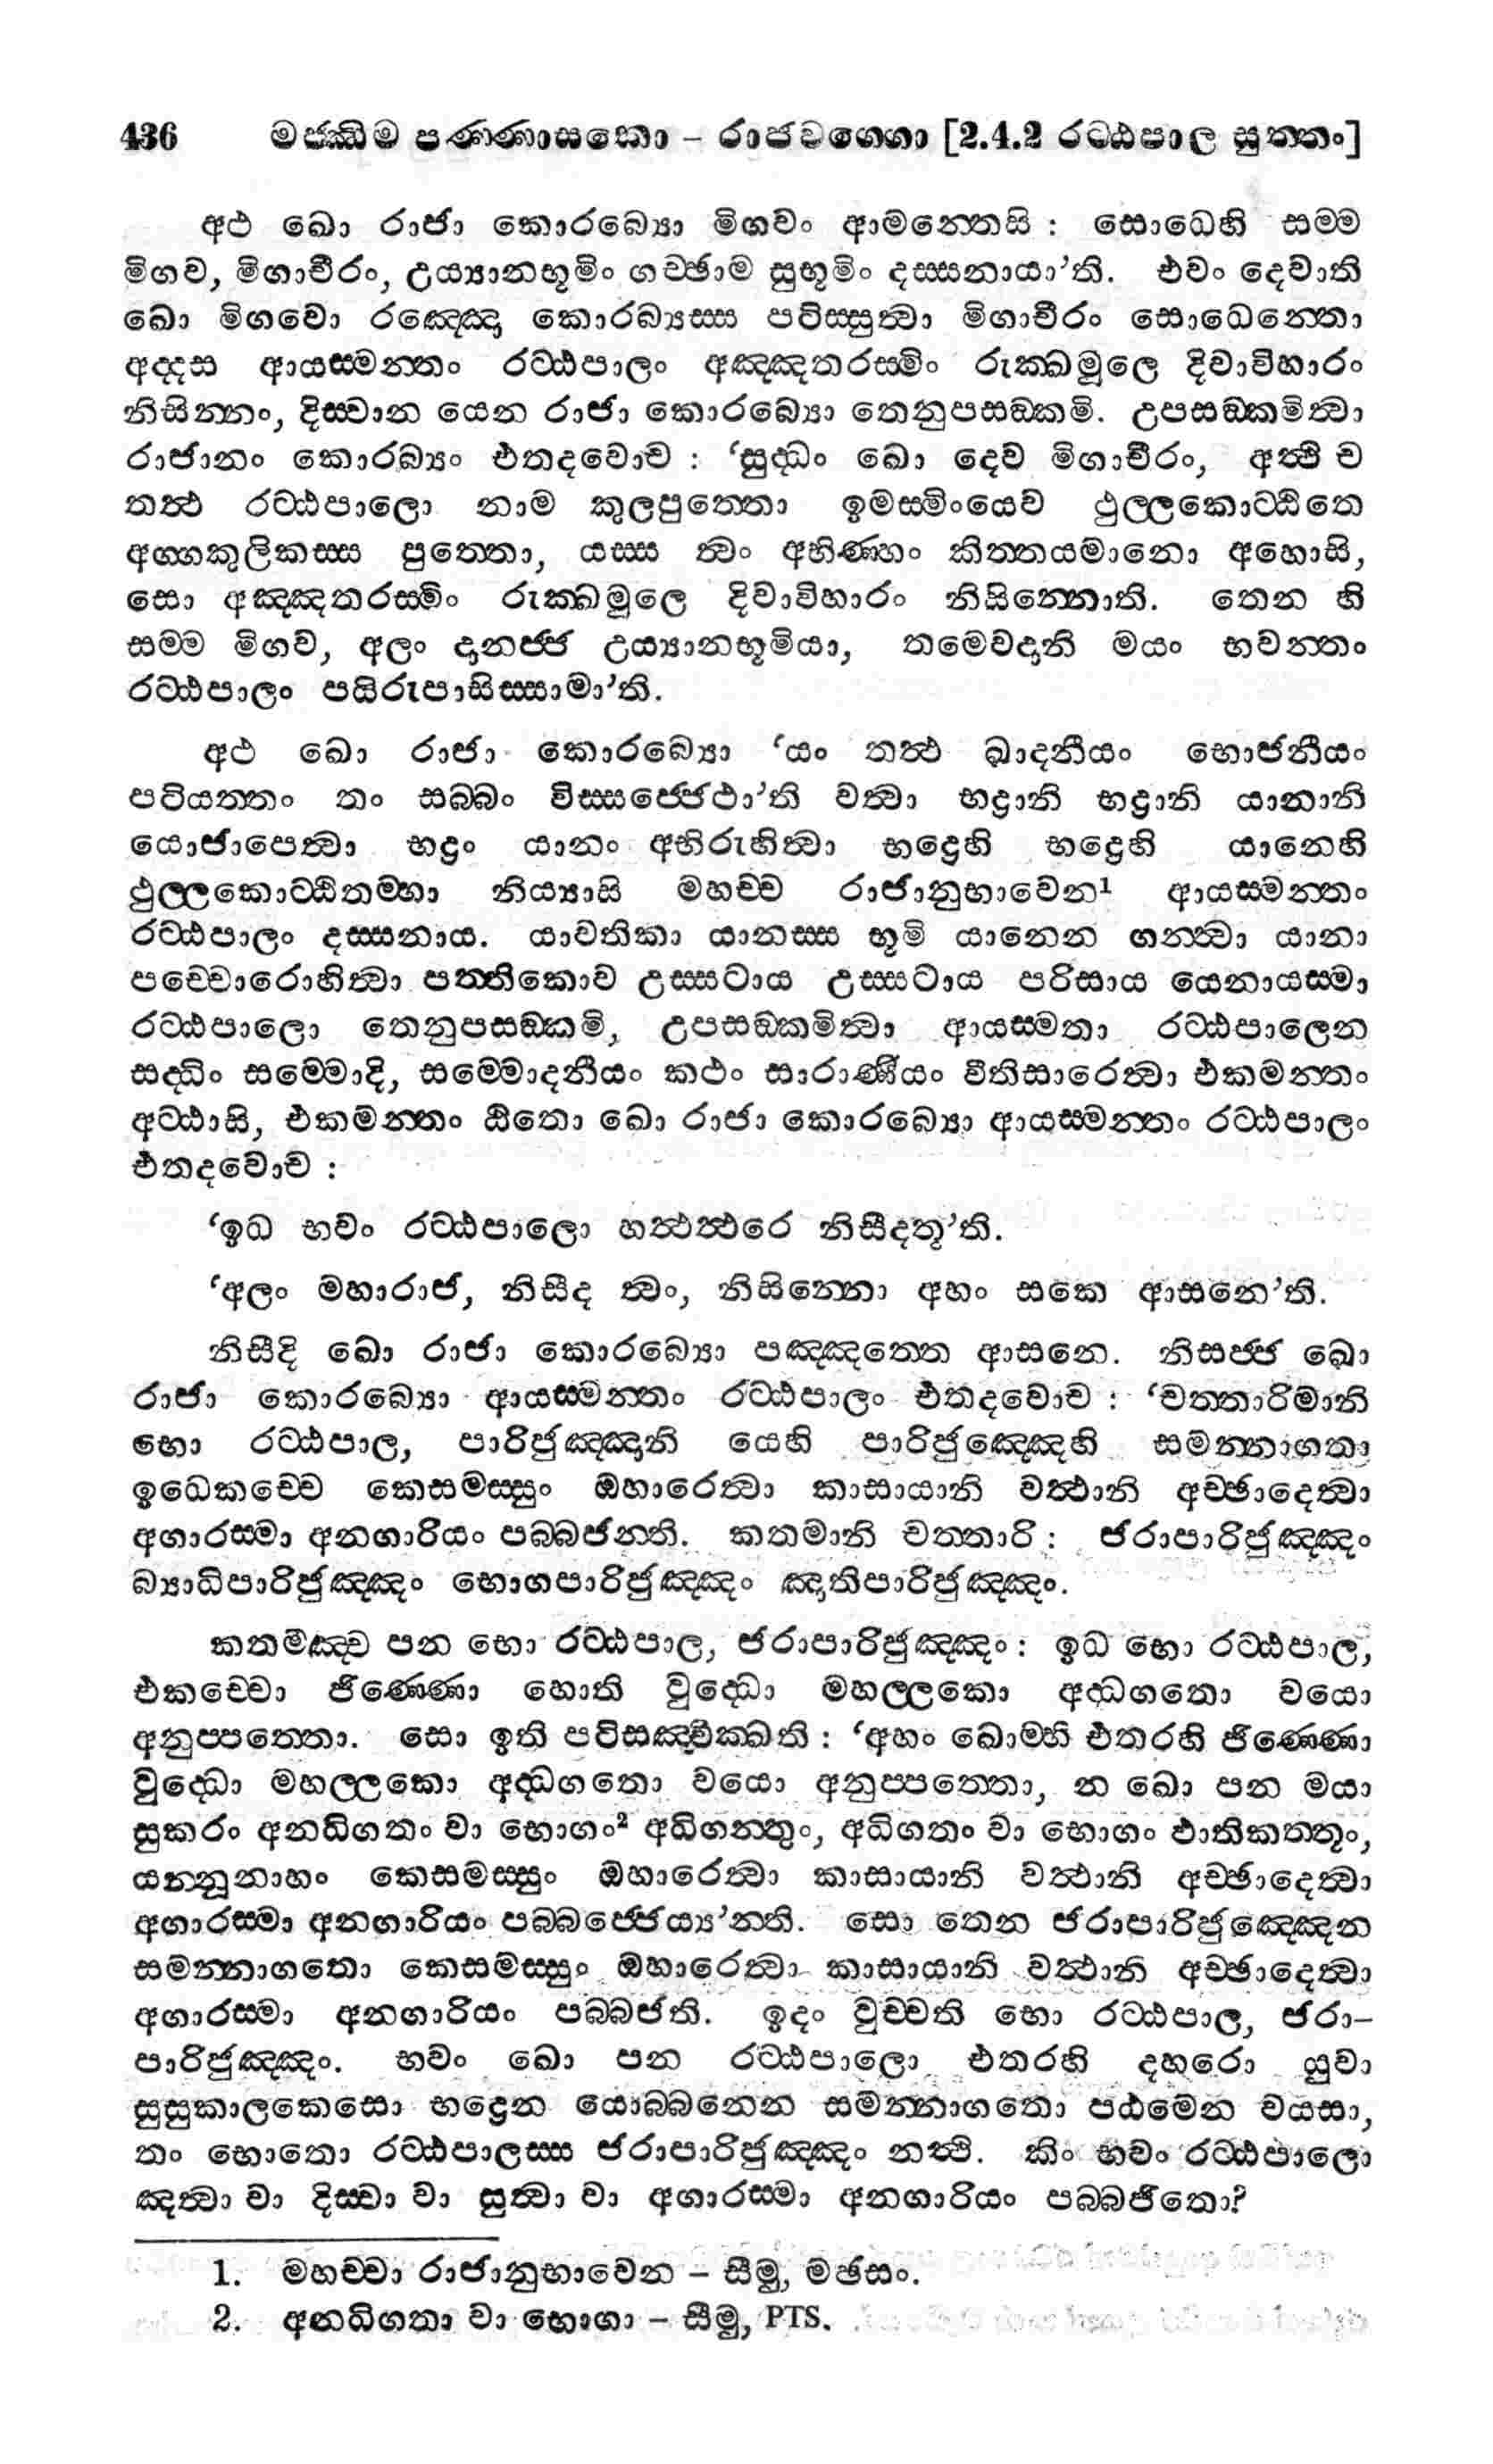 436 මජ්ඣිම පණ්ණාසකො – රාජවග්ගො [2.4.2 රට්ඨපාල සුත්තං]
අථ ඛො රාජා කොරබ්‍යො මිගවං ආමන්තෙසි : සොධෙහි සම්ම
මිගව, මිගාචීරං, උය්‍යානභූමිං ගච්ඡාම සුභූමිං දස්සනායා’ති. එවං දෙවාති
ඛො මිගවො රඤ්ඤො කොරබ්‍යස්ස පටිස්සුත්‍වා මිගාචීරං සොධෙන්තො
අද්දස ආයස්මන්තං රට්ඨපාලං අඤ්ඤතරස්මිං රුක්ඛමූලෙ දිවාවිහාරං
නිසින්නං, දිස්වාන යෙන රාජා කොරබ්‍යො තෙනුපසඞ්කමි. උපසඞ්කමිත්‍වා
රාජානං කොරබ්‍යං එතදවොච : ‘සුද්ධං ඛො දෙව මිගාචීරං, අත්‍ථි ච
තත්‍ථ රට්ඨපාලො නාම කුලපුත්තො ඉමස්මිංයෙව ථුල්ලකොට්ඨිතෙ
අග්ගකුලිකස්ස පුත්තො, යස්ස ත්‍වං අභිණ්හං කිත්තයමානො අහොසි,
සො අඤ්ඤතරස්මිං රුක්ඛමූලෙ දිවාවිහාරං නිසින්නොති. තෙන හි
සම්ම මිගව, අලං දානජ්ජ උය්‍යානභූමියා, තමෙවදානි මයං භවන්තං
රට්ඨපාලං පයිරුපාසිස්සාමා’ති.
අථ ඛො රාජා කොරබ්‍යො ‘යං තත්‍ථ ඛාදනීයං භොජනීයං
පටියත්තං තං සබ්බං විස්සජ්ජෙථා’ති වත්‍වා භද්‍රානි භද්‍රානි යානානි
යොජාපෙත්‍වා භද්‍රං යානං අභිරුහිත්‍වා භද්‍රෙහි භද්‍රෙහි යානෙහි
ථුල්ලකොට්ඨිතම්හා නිය්‍යාසි මහච්ච රාජානුභාවෙන¹ ආයස්මන්තං
රට්ඨපාලං දස්සනාය. යාවතිකා යානස්ස භූමි යානෙන ගන්ත්‍වා යානා
පච්චොරොහිත්‍වා පත්තිකොව උස්සටාය උස්සටාය පරිසාය යෙනායස්මා
රට්ඨපාලො තෙනුපසඞ්කමි, උපසඞ්කමිත්‍වා ආයස්මතා රට්ඨපාලෙන
සද්ධිං සම්මොදි, සම්මොදනීයං කථං සාරාණීයං වීතිසාරෙත්‍වා එකමන්තං
අට්ඨාසි, එකමන්තං ඨිතො ඛො රාජා කොරබ්‍යො ආයස්මන්තං රට්ඨපාලං
එතදවොච :
‘ඉධ භවං රට්ඨපාලො හත්‍ථත්‍ථරෙ නිසීදතූ’ති.
‘අලං මහාරාජ, නිසීද ත්‍වං, නිසින්නො අහං සකෙ ආසනෙ’ති.
නිසීදි ඛො රාජා කොරබ්‍යො පඤ්ඤත්තෙ ආසනෙ. නිසජ්ජ ඛො
රාජා කොරබ්‍යො ආයස්මන්තං රට්ඨපාලං එතදවොච : ‘චත්තාරිමානි
භො රට්ඨපාල, පාරිජුඤ්ඤානි යෙහි පාරිජුඤ්ඤෙහි සමන්නාගතා
ඉධෙකච්චෙ කෙසමස්සුං ඔහාරෙත්‍වා කාසායානි වත්‍ථානි අච්ඡාදෙත්‍වා
අගාරස්මා අනගාරියං පබ්බජන්ති. කතමානි චත්තාරි : ජරාපාරිජුඤ්ඤං
බ්‍යාධිපාරිජුඤ්ඤං භොගපාරිජුඤ්ඤං ඤාතිපාරිජුඤ්ඤං.
කතමඤ්ච පන භො රට්ඨපාල, ජරාපාරිජුඤ්ඤං : ඉධ භො රට්ඨපාල,
එකච්චො ජිණ්ණො හොති වුද්ධො මහල්ලකො අද්ධගතො වයො
අනුප්පත්තො. සො ඉති පටිසඤ්චික්ඛති : ‘අහං ඛොම්හි එතරහි ජිණ්ණො
වුද්ධො මහල්ලකො අද්ධගතො වයො අනුප්පත්තො, න ඛො පන මයා
සුකරං අනධිගතං වා භොගං² අධිගන්තුං, අධිගතං වා භොගං ඵාතිකත්තුං,
යන්නූනාහං කෙසමස්සුං ඔහාරෙත්‍වා කාසායානි වත්‍ථානි අච්ඡාදෙත්‍වා
අගාරස්මා අනගාරියං පබ්බජ්ජෙය්‍ය’න්ති. සො තෙන ජරාපාරිජුඤ්ඤෙන
සමන්නාගතො කෙසමස්සුං ඔහාරෙත්‍වා කාසායානි වත්‍ථානි අච්ඡාදෙත්‍වා
අගාරස්මා අනගාරියං පබ්බජති. ඉදං වුච්චති භො රට්ඨපාල, ජරා–
පාරිජුඤ්ඤං. භවං ඛො පන රට්ඨපාලො එතරහි දහරො යුවා
සුසුකාලකෙසො භද්‍රෙන යොබ්බනෙන සමන්නාගතො පඨමෙන වයසා,
තං භොතො රට්ඨපාලස්ස ජරාපාරිජුඤ්ඤං නත්‍ථි. කිං භවං රට්ඨපාලො
ඤත්‍වා වා දිස්වා වා සුත්‍වා වා අගාරස්මා අනගාරියං පබ්බජිතො?
1. මහච්චා රාජානුභාවෙන – සීමු, මඡසං.
2. අනධිගතා වා භොගා – සීමු, PTS.